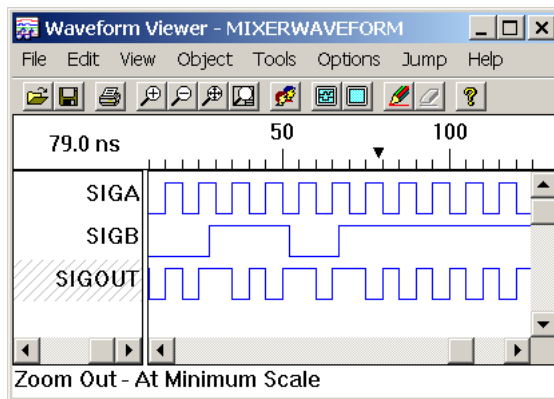 Waveform Viewer - MIXERWAVEFORM
File Edit View Object Tools Options Jump Help
79.0 ns 50 100
SIGA
SIGB
SIGOUT
Zoom Out - At Minimum Scale